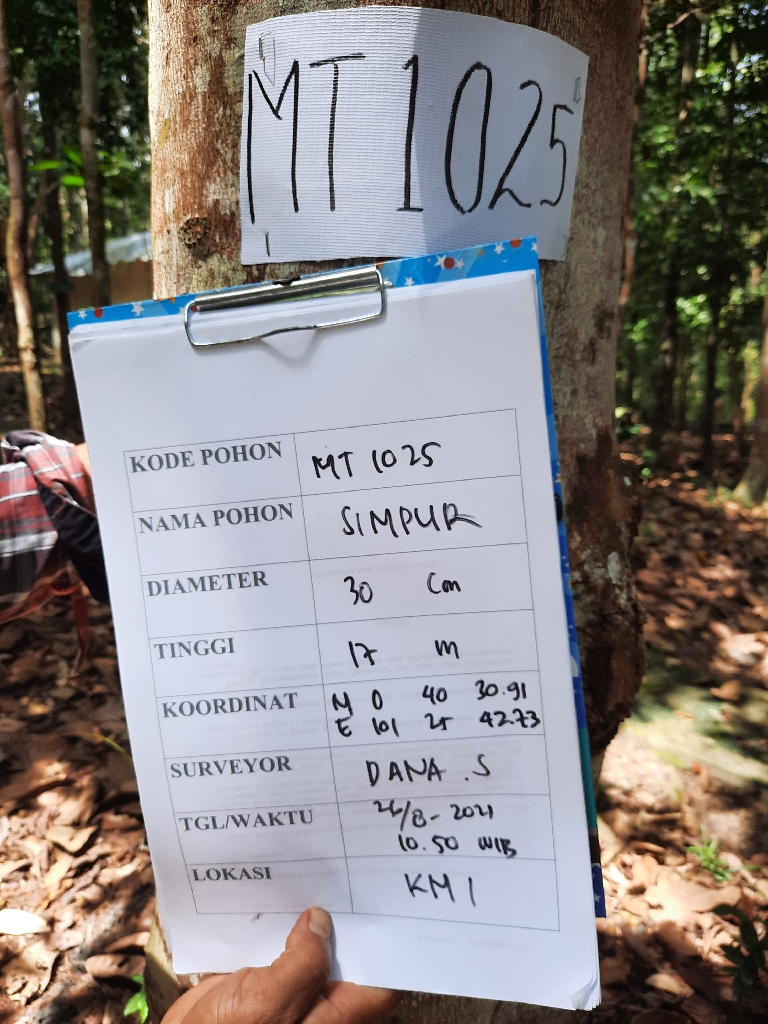 MT 1025
KODE POHON MT 1025
NAMA POHON SIMPUR
DIAMETER 30 Cm
TINGGI 17 m
KOORDINAT N 0 40 30.91
E 101 25 42.73
SURVEYOR DANA .S
TGL/WAKTU 26/8-2021
10.50 WIB
LOKASI KM 1